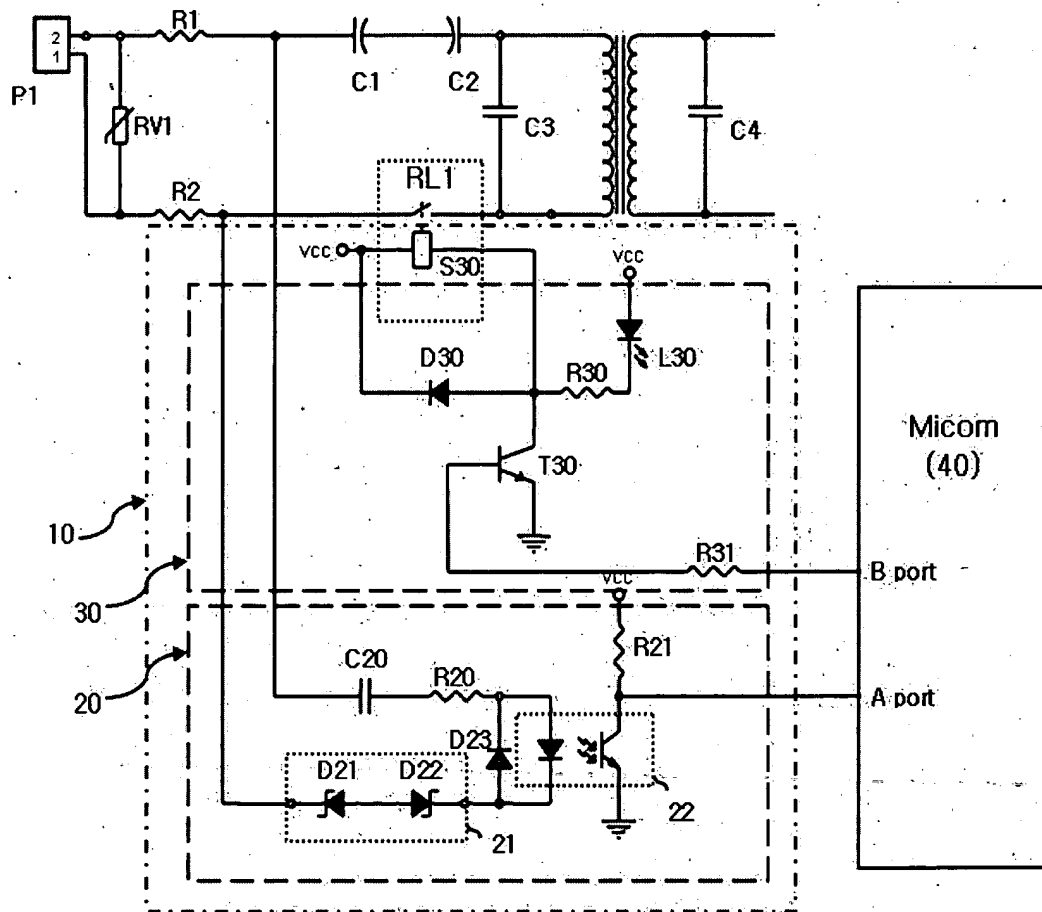 R1
2
1
P1
C1
C2
RV1
C3
C4
R2
RL1
VCC
S30
VCC
D30
R30
L30
Micom
(40)
T30
10
R31
B port
30
VCC
R21
C20
R20
A port
20
D23
D21
D22
22
21